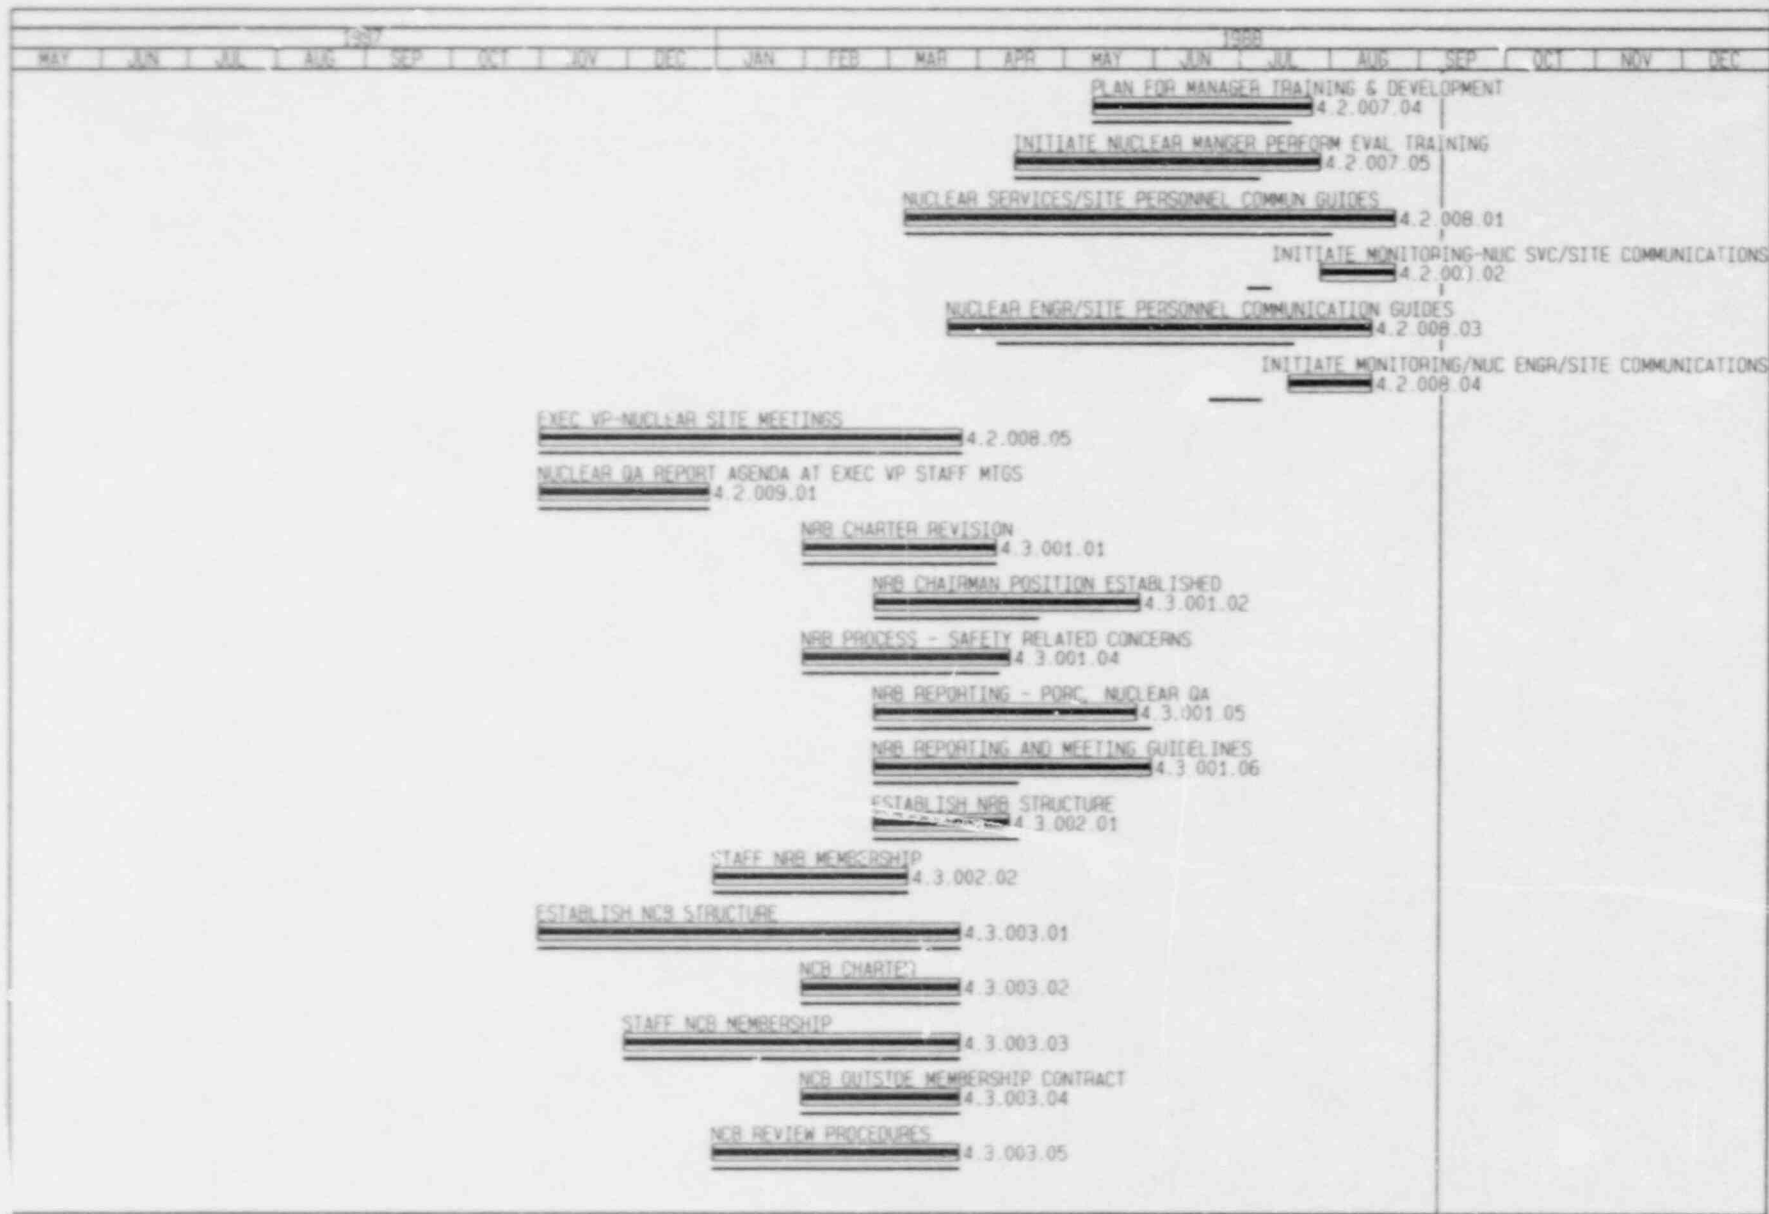 1987 1988
MAY JUN JUL AUG SEP OCT NOV DEC JAN FEB MAR APR MAY JUN JUL AUG SEP OCT NOV DEC
PLAN FOR MANAGER TRAINING & DEVELOPMENT
4.2.007.04
INITIATE NUCLEAR MANGER PERFORM EVAL TRAINING
4.2.007.05
NUCLEAR SERVICES/SITE PERSONNEL COMMUN GUIDES
4.2.008.01
INITIATE MONITORING-NUC SVC/SITE COMMUNICATIONS
NUCLEAR ENGR/SITE PERSONNEL COMMUNICATION GUIDES
4.2.008.03
INITIATE MONITORING/NUC ENGR/SITE COMMUNICATIONS
4.2.008.04
EXEC VP-NUCLEAR SITE MEETINGS
4.2.008.05
NUCLEAR QA REPORT AGENDA AT EXEC VP STAFF MTGS
4.2.009.01
NRB CHARTER REVISION
4.3.001.01
NRB CHAIRMAN POSITION ESTABLISHED
4.3.001.02
NRB PROCESS - SAFETY RELATED CONCERNS
4.3.001.04
NRB REPORTING - PORC, NUCLEAR QA
4.3.001.05
NRB REPORTING AND MEETING GUIDELINES
4.3.001.06
ESTABLISH NRB STRUCTURE
4.3.002.01
STAFF NRB MEMBERSHIP
4.3.002.02
ESTABLISH NCB STRUCTURE
4.3.003.01
NCB CHARTER
4.3.003.02
STAFF NCB MEMBERSHIP
4.3.003.03
NCB OUTSIDE MEMBERSHIP CONTRACT
4.3.003.04
NCB REVIEW PROCEDURES
4.3.003.05